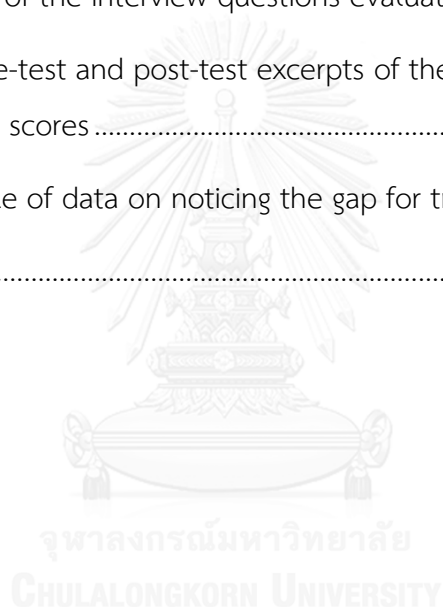 of the interview questions evaluat
e-test and post-test excerpts of the
scores ........................................................
e of data on noticing the gap for tr
................................................................
จุฬาลงกรณ์มหาวิทยาลัย
CHULALONGKORN UNIVERSITY